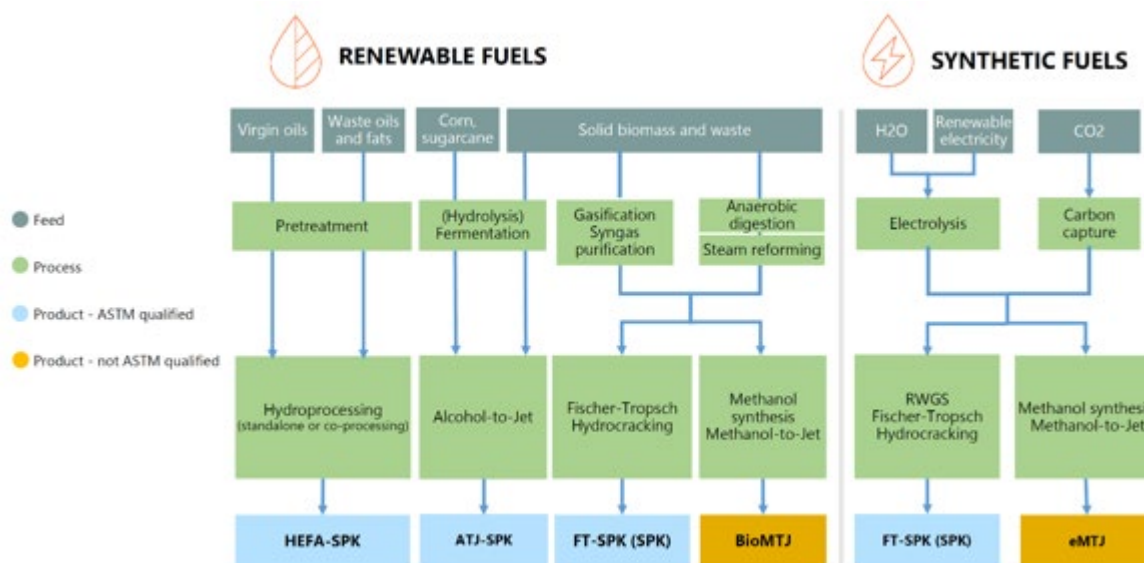 RENEWABLE FUELS
SYNTHETIC FUELS
Virgin oils
Waste oils
and fats
Corn,
sugarcane
Solid biomass and waste
H2O
Renewable
electricity
CO2
Feed
Process
Product - ASTM qualified
Product - not ASTM qualified
Pretreatment
(Hydrolysis)
Fermentation
Gasification
Syngas
purification
Anaerobic
digestion
Steam reforming
Electrolysis
Carbon
capture
Hydroprocessing
(standalone or co-processing)
Alcohol-to-Jet
Fischer-Tropsch
Hydrocracking
Methanol
synthesis
Methanol-to-Jet
RWGS
Fischer-Tropsch
Hydrocracking
Methanol synthesis
Methanol-to-Jet
HEFA-SPK
ATJ-SPK
FT-SPK (SPK)
BioMTJ
FT-SPK (SPK)
eMTJ